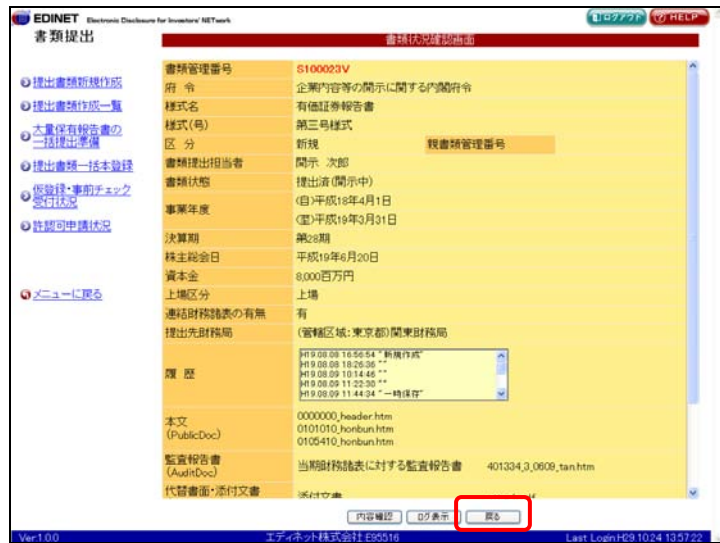 EDINET Electronic Disclosure for Investors' NETwork
ログアウト HELP
書類提出
書類状況確認画面
提出書類新規作成
提出書類作成一覧
大量保有報告書の
一括提出準備
提出書類一括本登録
仮登録・事前チェック
受付状況
許認可申請状況
メニューに戻る
書類管理番号 S100023V
府 令 企業内容等の開示に関する内閣府令
様式名 有価証券報告書
様式(号) 第三号様式
区 分 新規 親書類管理番号
書類提出担当者 開示 次郎
書類状態 提出済(開示中)
事業年度 (自)平成18年4月1日
(至)平成19年3月31日
決算期 第28期
株主総会日 平成19年6月20日
資本金 8,000百万円
上場区分 上場
連結財務諸表の有無 有
提出先財務局 (管轄区域:東京都)関東財務局
履 歴
H19.08.08 16:56:54 "新規作成"
H19.08.08 18:26:36 ""
H19.08.09 10:14:46 ""
H19.08.09 11:22:30 ""
H19.08.09 11:44:34 "一時保存"
本文
(PublicDoc)
0000000_header.htm
0101010_honbun.htm
0105410_honbun.htm
監査報告書
(AuditDoc)
当期財務諸表に対する監査報告書 401334_3_0609_tan.htm
代替書面・添付文書 添付文書
内容確認 ログ表示 戻る
Ver.1.0.0 エディネット株式会社 E95516 Last Login:H29.10.24 13:57:22